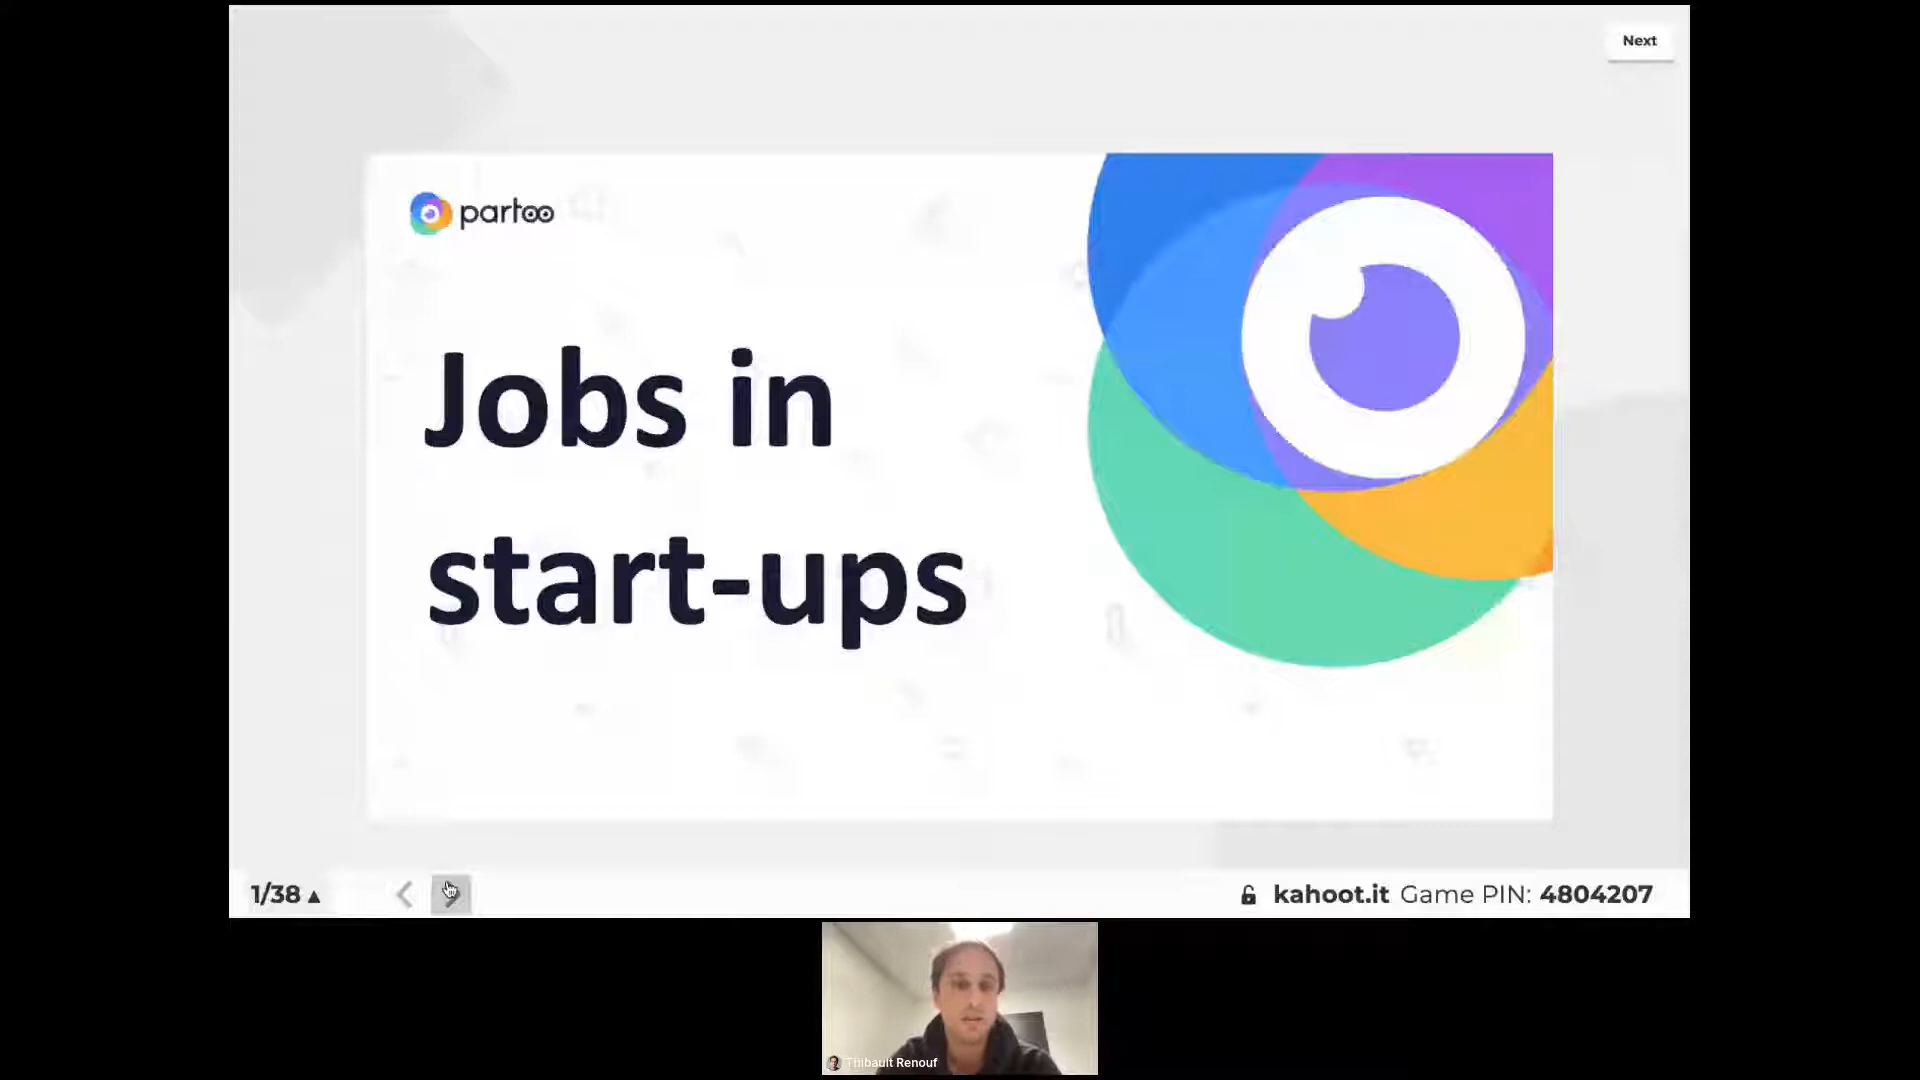 Next
partoo
Jobs in
start-ups
1/38 ▲
kahoot.it Game PIN: 4804207
Thibault Renouf